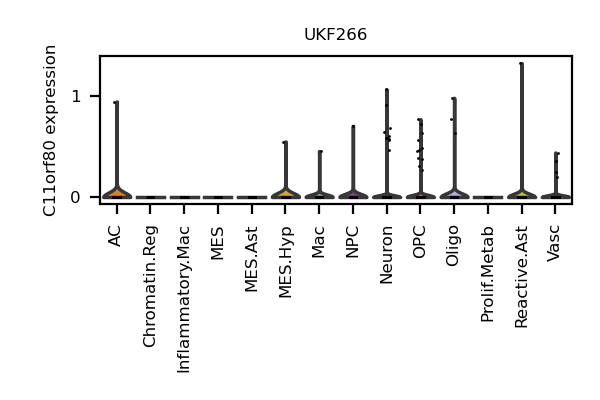 UKF266
C11orf80 expression
1
0
AC
Chromatin.Reg
Inflammatory.Mac
MES
MES.Ast
MES.Hyp
Mac
NPC
Neuron
OPC
Oligo
Prolif.Metab
Reactive.Ast
Vasc